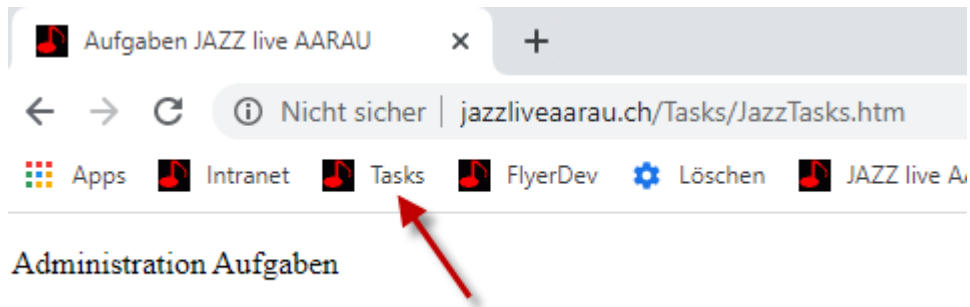 Aufgaben JAZZ live AARAU
Nicht sicher | jazzliveaarau.ch/Tasks/JazzTasks.htm
Apps Intranet Tasks FlyerDev Löschen JAZZ live A
Administration Aufgaben